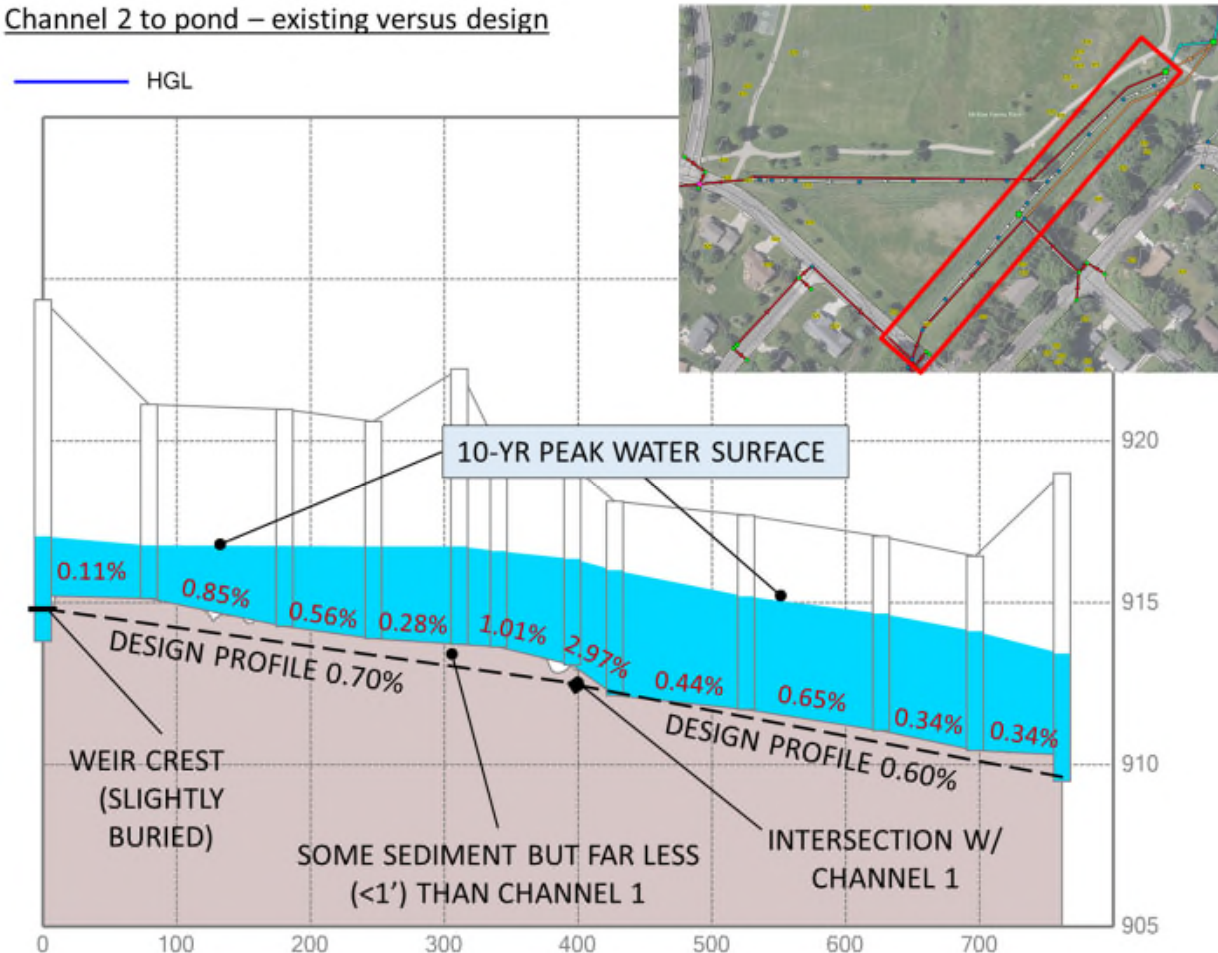 Channel 2 to pond – existing versus design
HGL
10-YR PEAK WATER SURFACE
920
0.11%
0.85%
0.56%
0.28%
1.01%
2.97%
0.44%
0.65%
0.34%
0.34%
915
DESIGN PROFILE 0.70%
DESIGN PROFILE 0.60%
910
WEIR CREST
(SLIGHTLY
BURIED)
SOME SEDIMENT BUT FAR LESS
(<1') THAN CHANNEL 1
INTERSECTION W/
CHANNEL 1
905
0 100 200 300 400 500 600 700